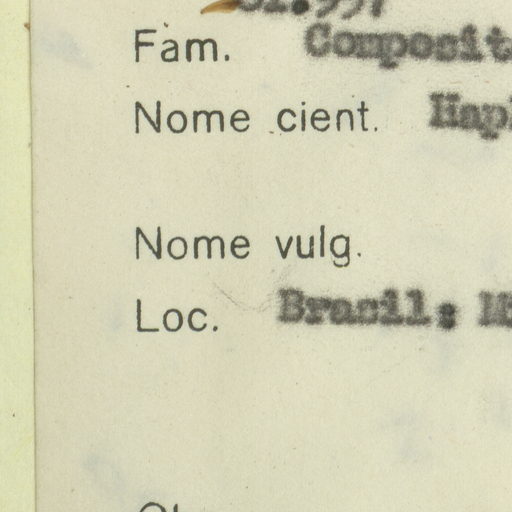 Fam. Composit
Nome cient. Hapl
Nome vulg.
Loc. Brasil: M